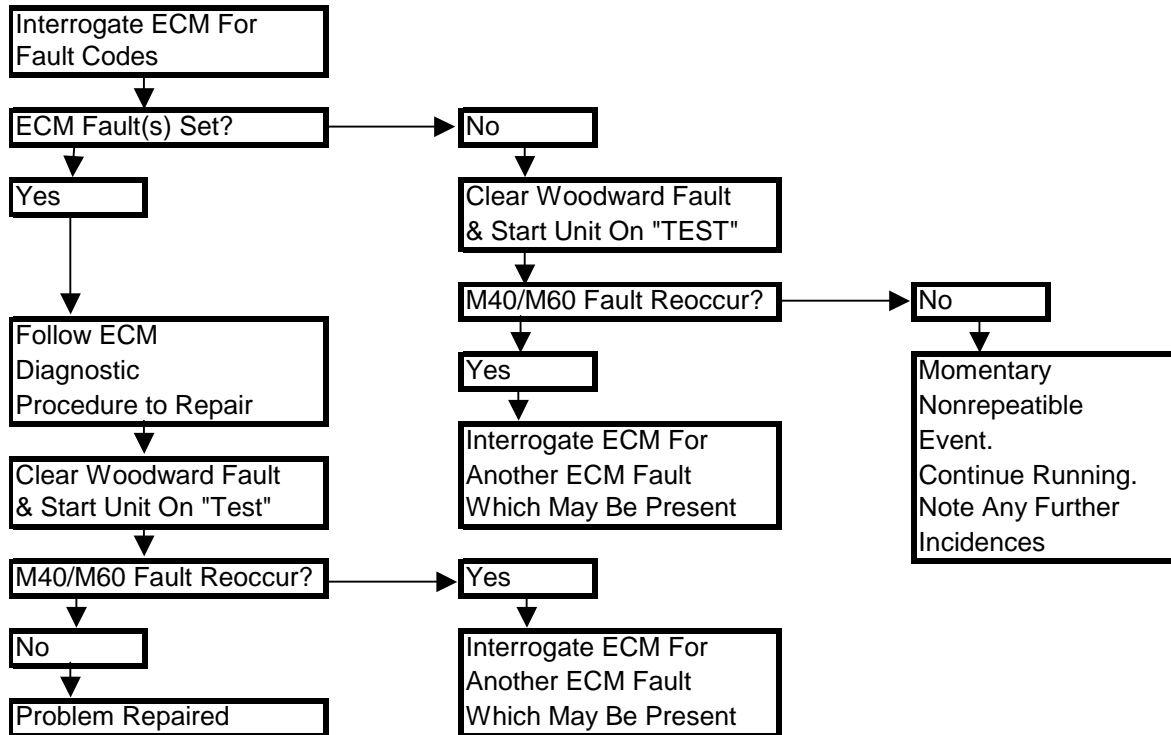 Interrogate ECM For
Fault Codes
ECM Fault(s) Set?
No
Yes
Clear Woodward Fault
& Start Unit On "TEST"
M40/M60 Fault Reoccur?
No
Follow ECM
Diagnostic
Procedure to Repair
Yes
Momentary
Nonrepeatible
Event.
Continue Running.
Note Any Further
Incidences
Interrogate ECM For
Another ECM Fault
Which May Be Present
Clear Woodward Fault
& Start Unit On "Test"
M40/M60 Fault Reoccur?
Yes
No
Interrogate ECM For
Another ECM Fault
Which May Be Present
Problem Repaired